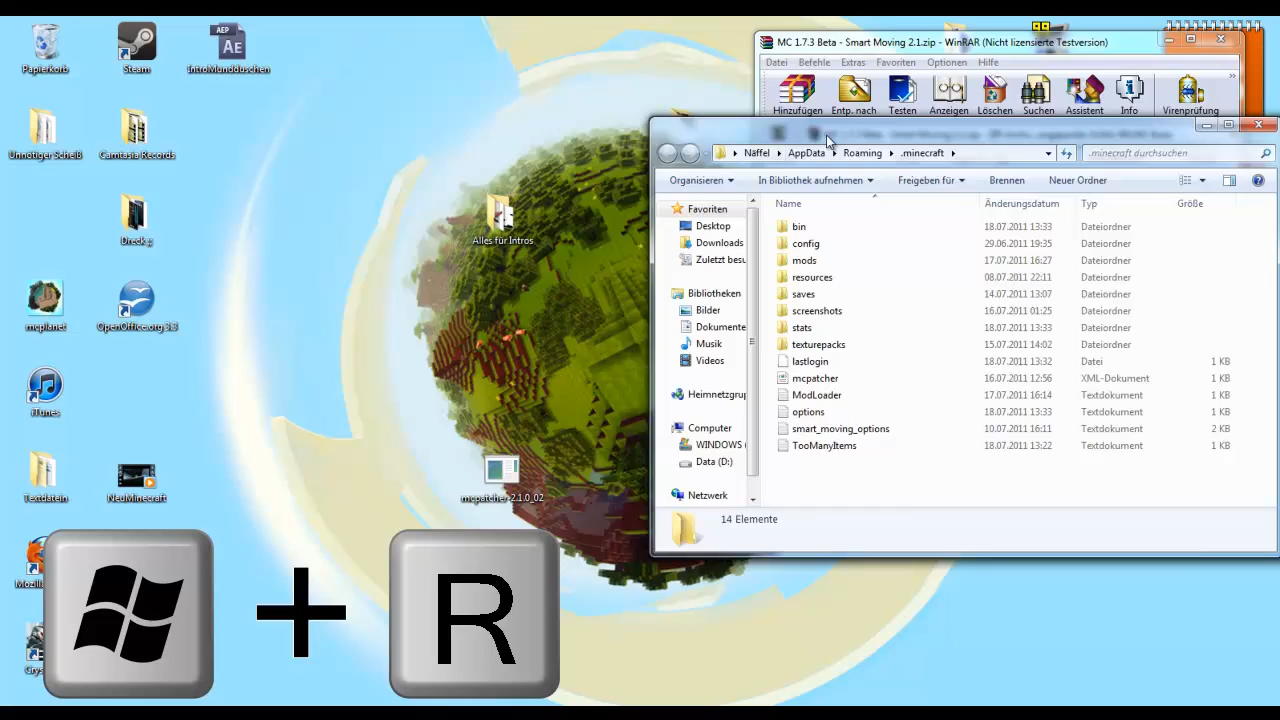 Papierkorb
Steam
AEP
Ae
IntroMundduschen
Unnötiger Scheiß
Camtasia Records
Dreck ;;
mcplanet
OpenOffice.org 3.3
iTunes
Textdatein
NeuMinecraft
Alles für Intros
mcpatcher-2.1.0_02
R
99
MC 1.7.3 Beta - Smart Moving 2.1.zip - WinRAR (Nicht lizensierte Testversion)
Datei Befehle Extras Favoriten Optionen Hilfe
Hinzufügen Entp. nach Testen Anzeigen Löschen Suchen Assistent Info Virenprüfung
Näffel AppData Roaming .minecraft
.minecraft durchsuchen
Organisieren In Bibliothek aufnehmen Freigeben für Brennen Neuer Ordner
Favoriten
Desktop
Downloads
Zuletzt besu
Bibliotheken
Bilder
Dokumente
Musik
Videos
Heimnetzgrup
Computer
WINDOWS (
Data (D:)
Netzwerk
Name Änderungsdatum Typ Größe
bin 18.07.2011 13:33 Dateiordner
config 29.06.2011 19:35 Dateiordner
mods 17.07.2011 16:27 Dateiordner
resources 08.07.2011 22:11 Dateiordner
saves 14.07.2011 13:07 Dateiordner
screenshots 16.07.2011 01:25 Dateiordner
stats 18.07.2011 13:33 Dateiordner
texturepacks 15.07.2011 14:02 Dateiordner
lastlogin 18.07.2011 13:32 Datei 1 KB
mcpatcher 16.07.2011 12:56 XML-Dokument 1 KB
ModLoader 17.07.2011 16:14 Textdokument 1 KB
options 18.07.2011 13:33 Textdokument 1 KB
smart_moving_options 10.07.2011 16:11 Textdokument 2 KB
TooManyItems 18.07.2011 13:22 Textdokument 1 KB
14 Elemente